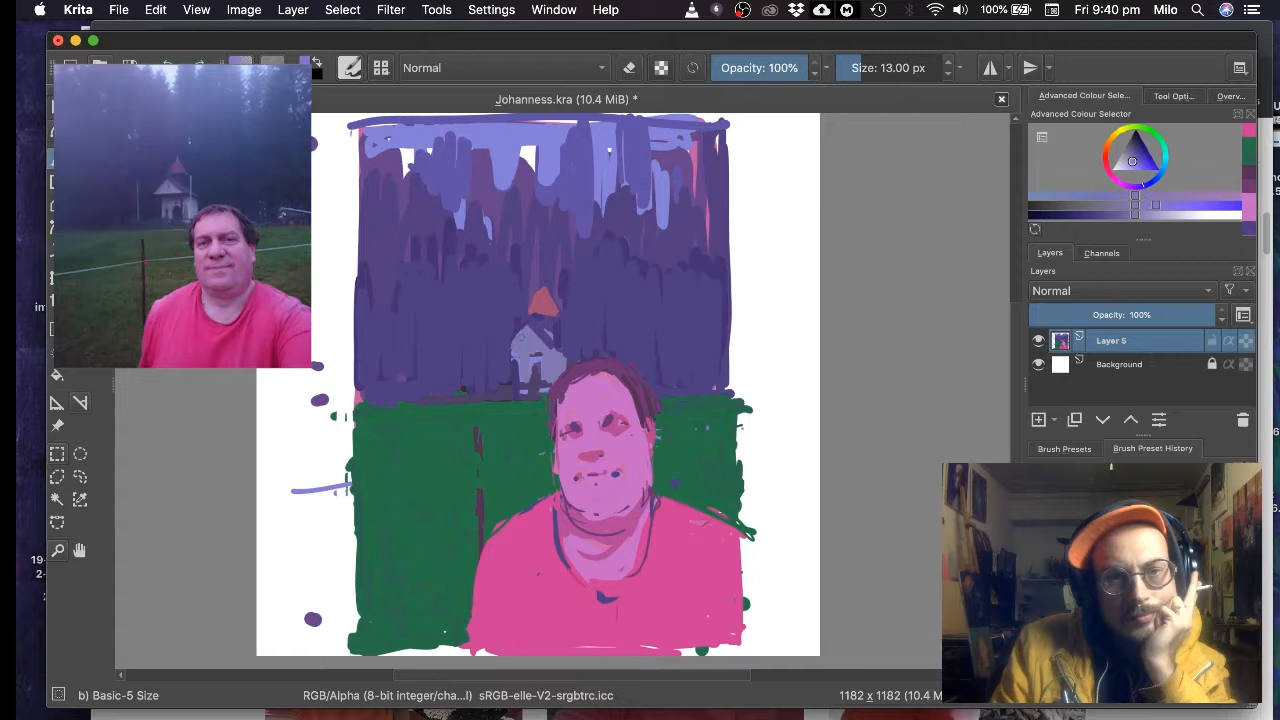 Krita File Edit View Image Layer Select Filter Tools Settings Window Help 6 100% Fri 9:40 pm Milo
Normal Opacity: 100% Size: 13.00 px
Johanness.kra (10.4 MiB) *
Advanced Colour Sele... Tool Opti... Overv...
Advanced Colour Selector
Layers Channels
Layers
Normal
Opacity: 100%
Layer 5
Background
Brush Presets Brush Preset History
b) Basic-5 Size RGB/Alpha (8-bit integer/cha...l) sRGB-elle-V2-srgbtrc.icc 1182 x 1182 (10.4 M